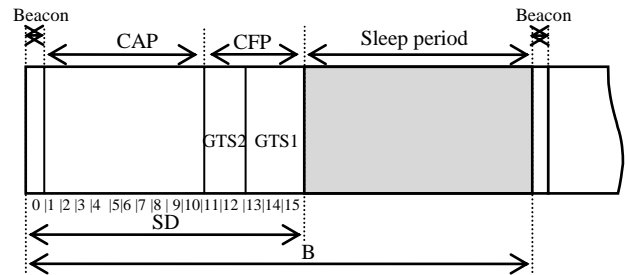 Beacon Beacon
CAP CFP Sleep period
GTS2 GTS1
0 |1 |2 |3 |4 |5|6 |7 |8 | 9|10|11|12 |13|14|15
SD
B